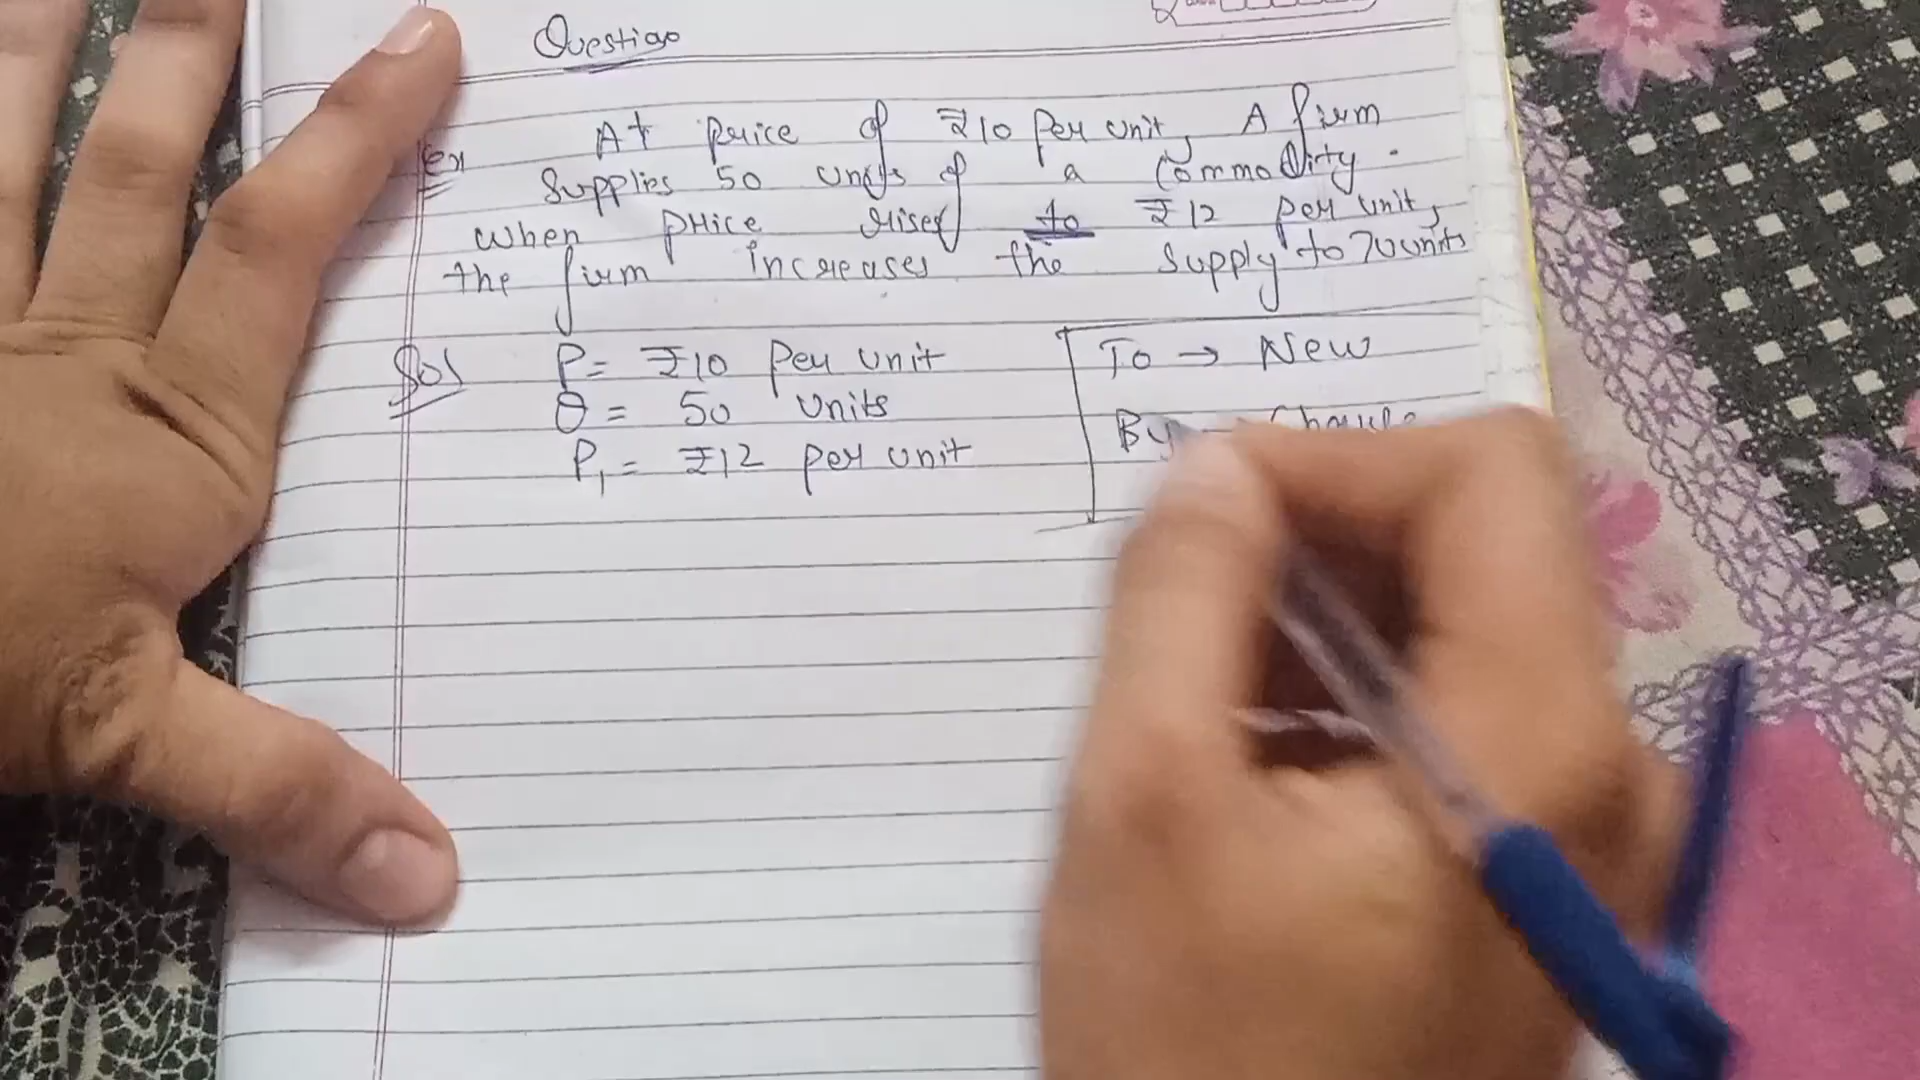 Question
ex At price of ₹10 per unit, A firm
supplies 50 units of a commodity.
when price rises to ₹12 per unit,
the firm increases the supply to 70 units
Sol P = ₹10 per unit
Q = 50 units
P₁ = ₹12 per unit
To → New
By → Change